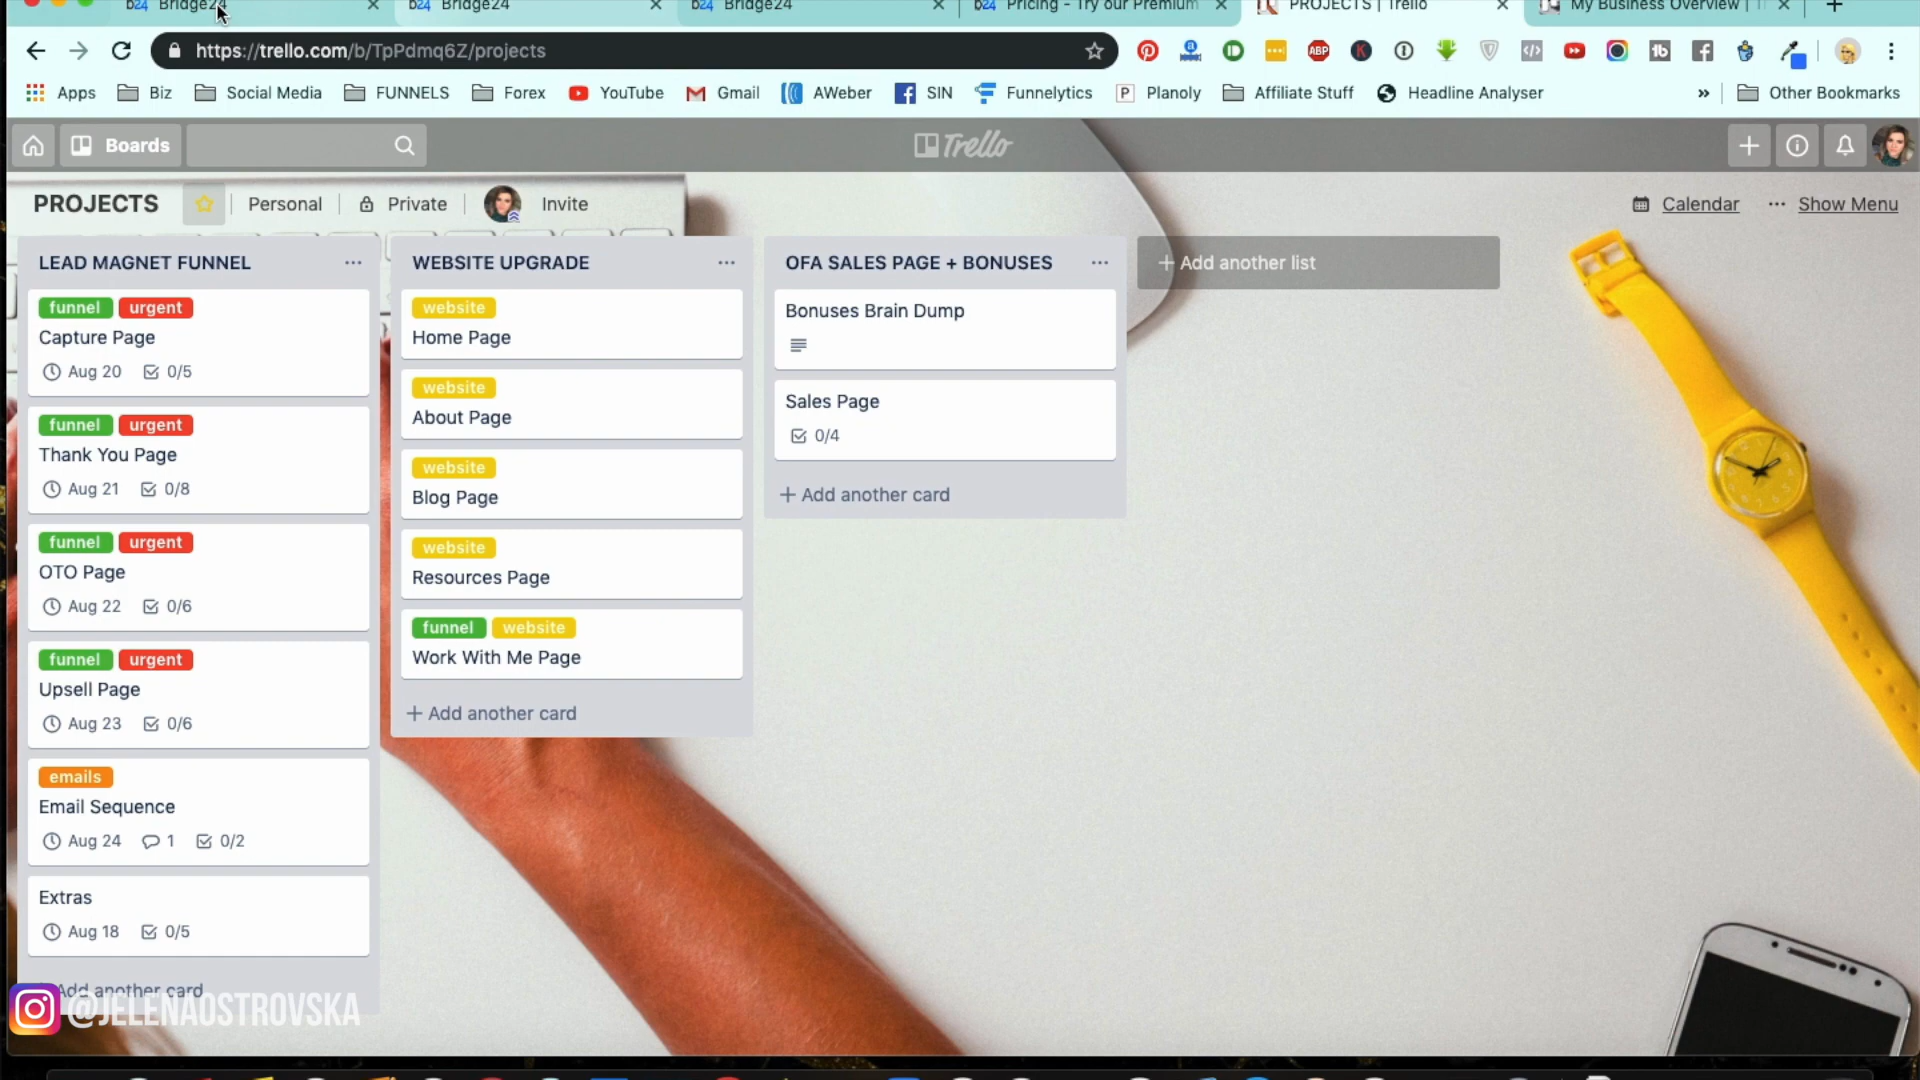 b24 Bridge24
b24 Bridge24
b24 Bridge24
b24 Pricing - Try our Premium
PROJECTS | Trello
My Business Overview |
https://trello.com/b/TpPdmq6Z/projects
Apps
Biz
Social Media
FUNNELS
Forex
YouTube
Gmail
AWeber
SIN
Funnelytics
Planoly
Affiliate Stuff
Headline Analyser
Other Bookmarks
Boards
Trello
PROJECTS
Personal
Private
Invite
Calendar
Show Menu
LEAD MAGNET FUNNEL
funnel urgent
Capture Page
Aug 20 0/5
funnel urgent
Thank You Page
Aug 21 0/8
funnel urgent
OTO Page
Aug 22 0/6
funnel urgent
Upsell Page
Aug 23 0/6
emails
Email Sequence
Aug 24 1 0/2
Extras
Aug 18 0/5
Add another card
WEBSITE UPGRADE
website
Home Page
website
About Page
website
Blog Page
website
Resources Page
funnel website
Work With Me Page
+ Add another card
OFA SALES PAGE + BONUSES
Bonuses Brain Dump
Sales Page
0/4
+ Add another card
+ Add another list
@JELENAOSTROVSKA